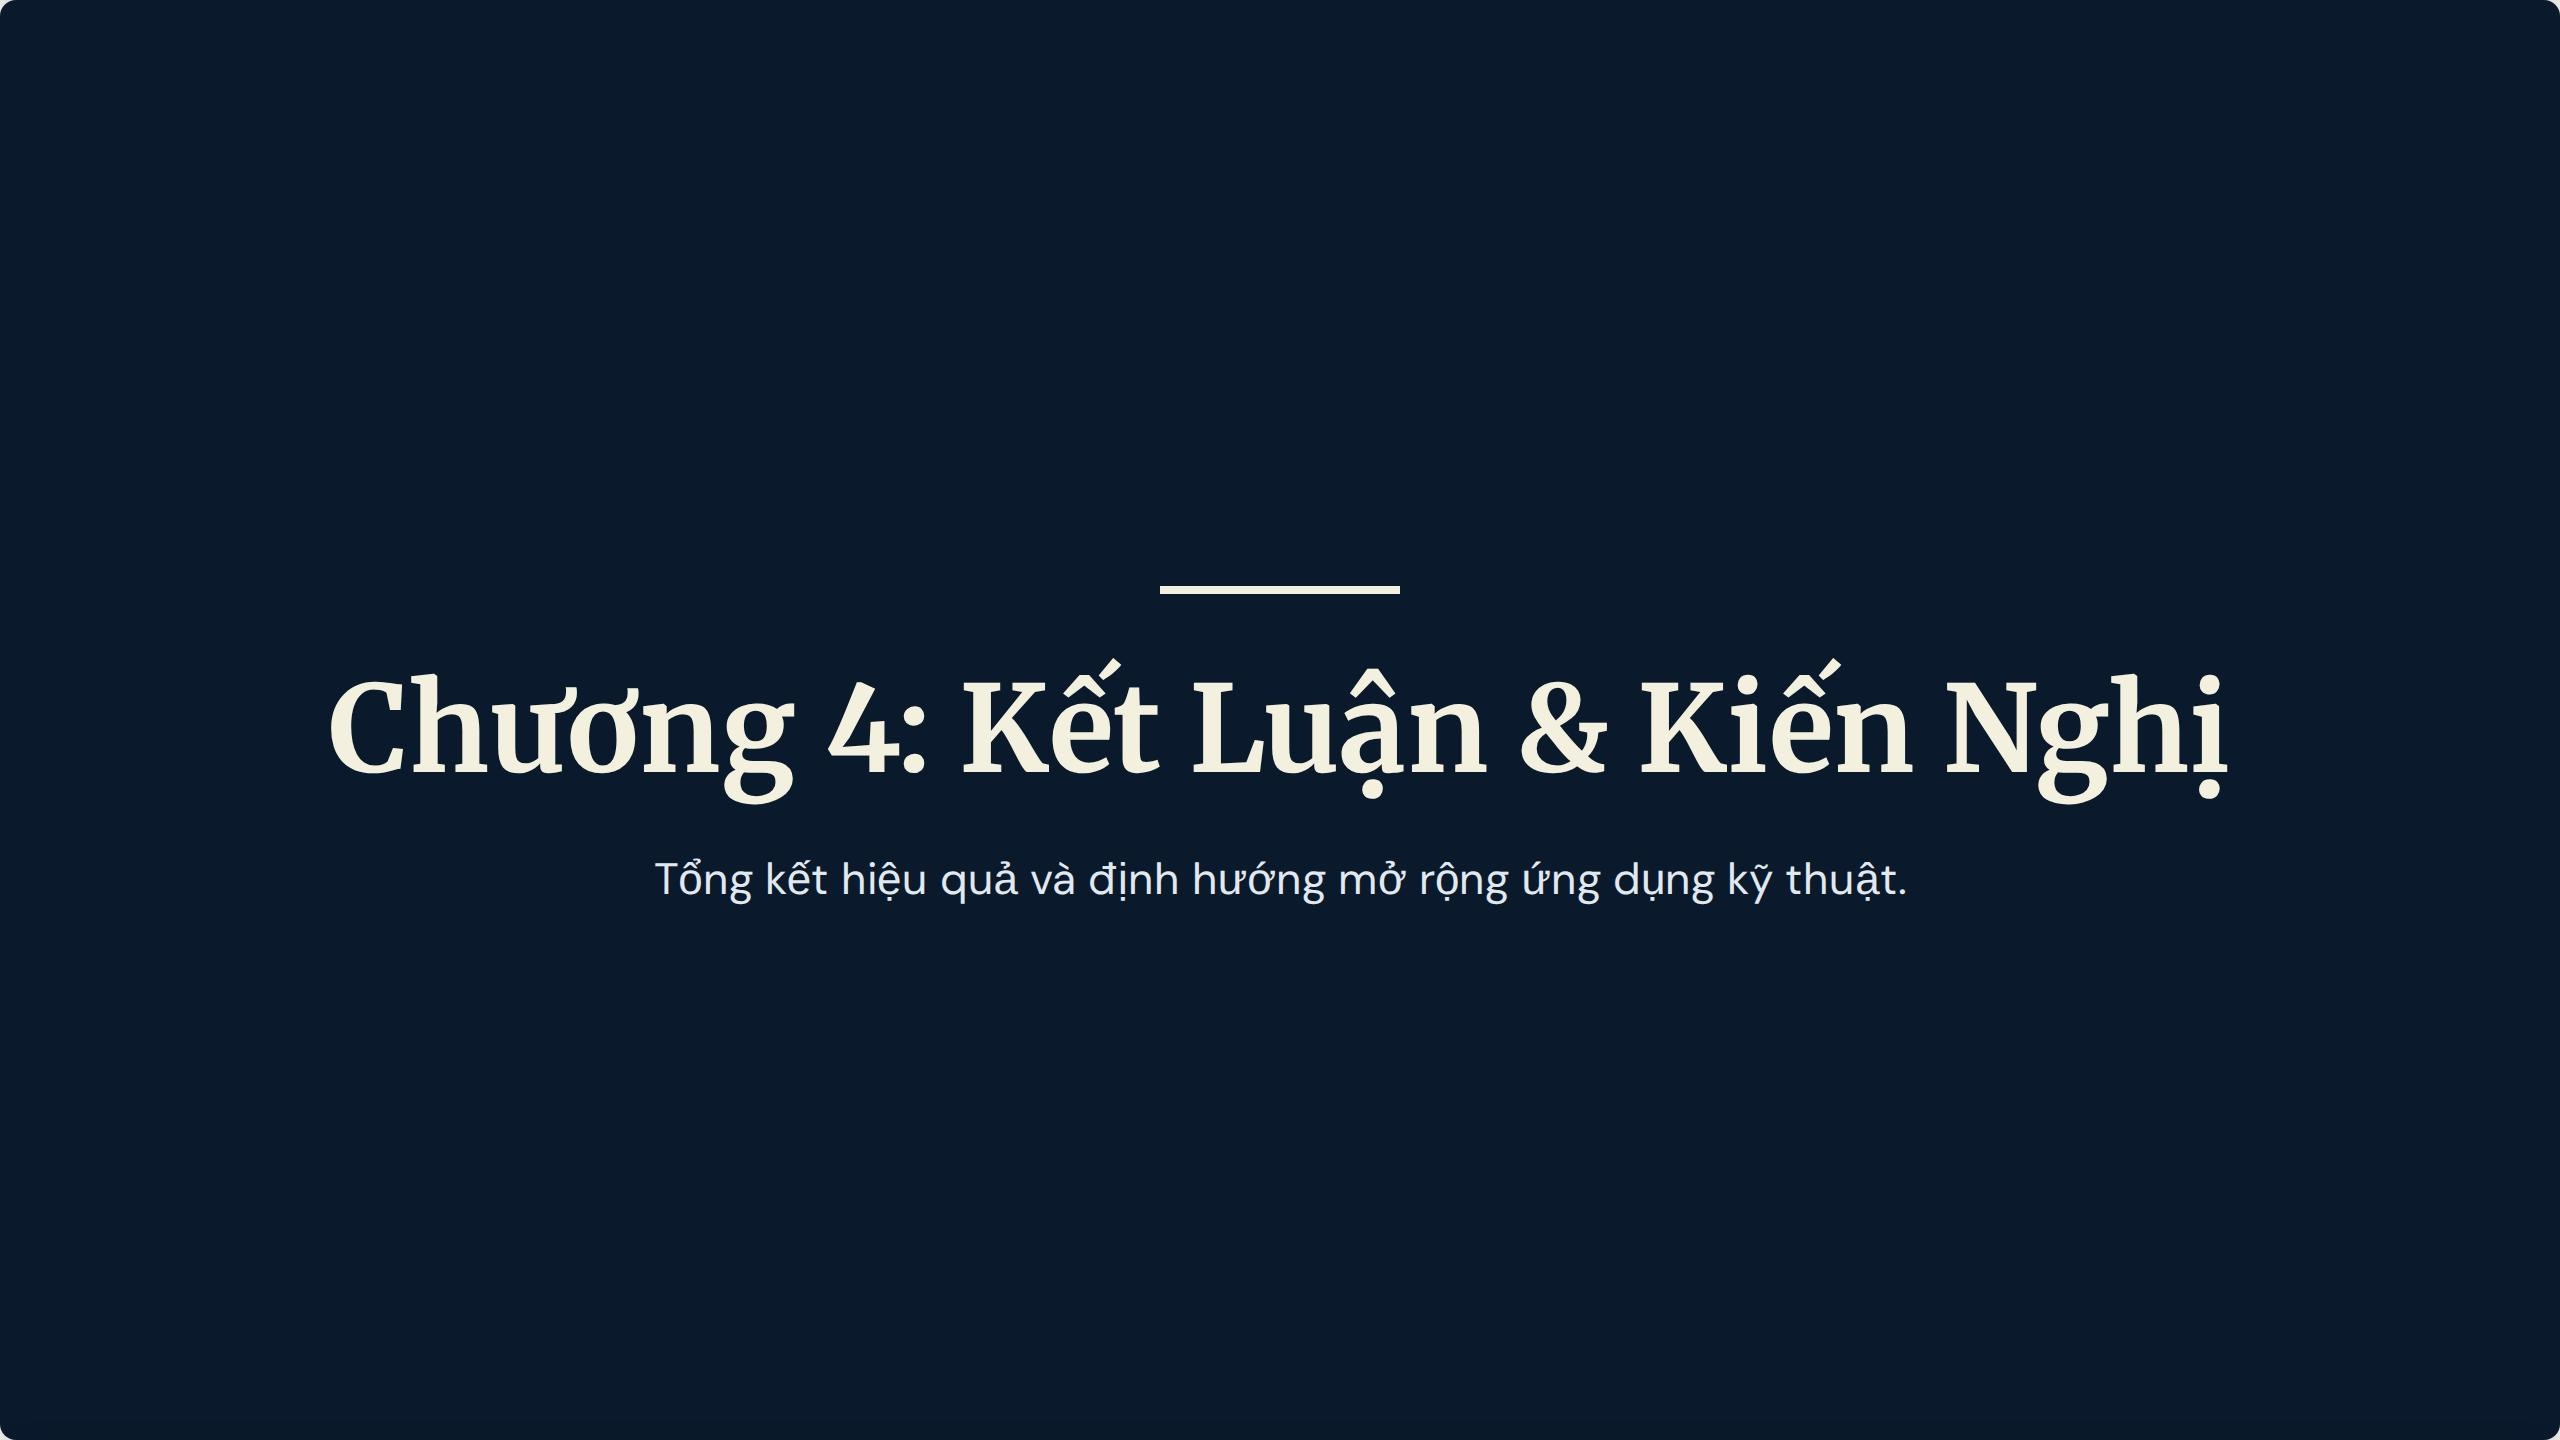 Chương 4: Kết Luận & Kiến Nghị
Tổng kết hiệu quả và định hướng mở rộng ứng dụng kỹ thuật.